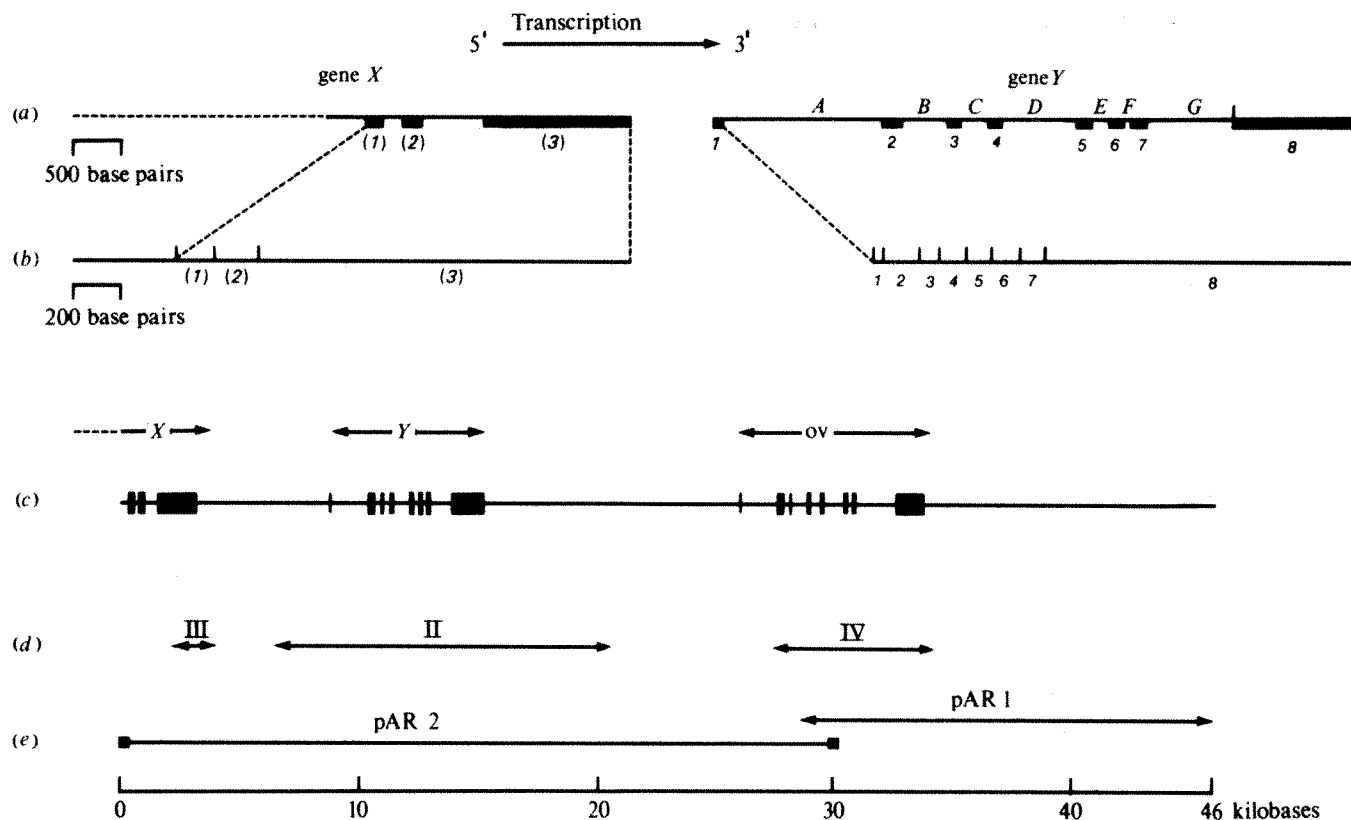 Transcription
5' 3'
gene X gene Y
(a) A B C D E F G
(1) (2) (3) 1 2 3 4 5 6 7 8
500 base pairs
(b)
(1) (2) (3) 1 2 3 4 5 6 7 8
200 base pairs
X Y ov
(c)
(d) III II IV
pAR 1
(e) pAR 2
0 10 20 30 40 46 kilobases